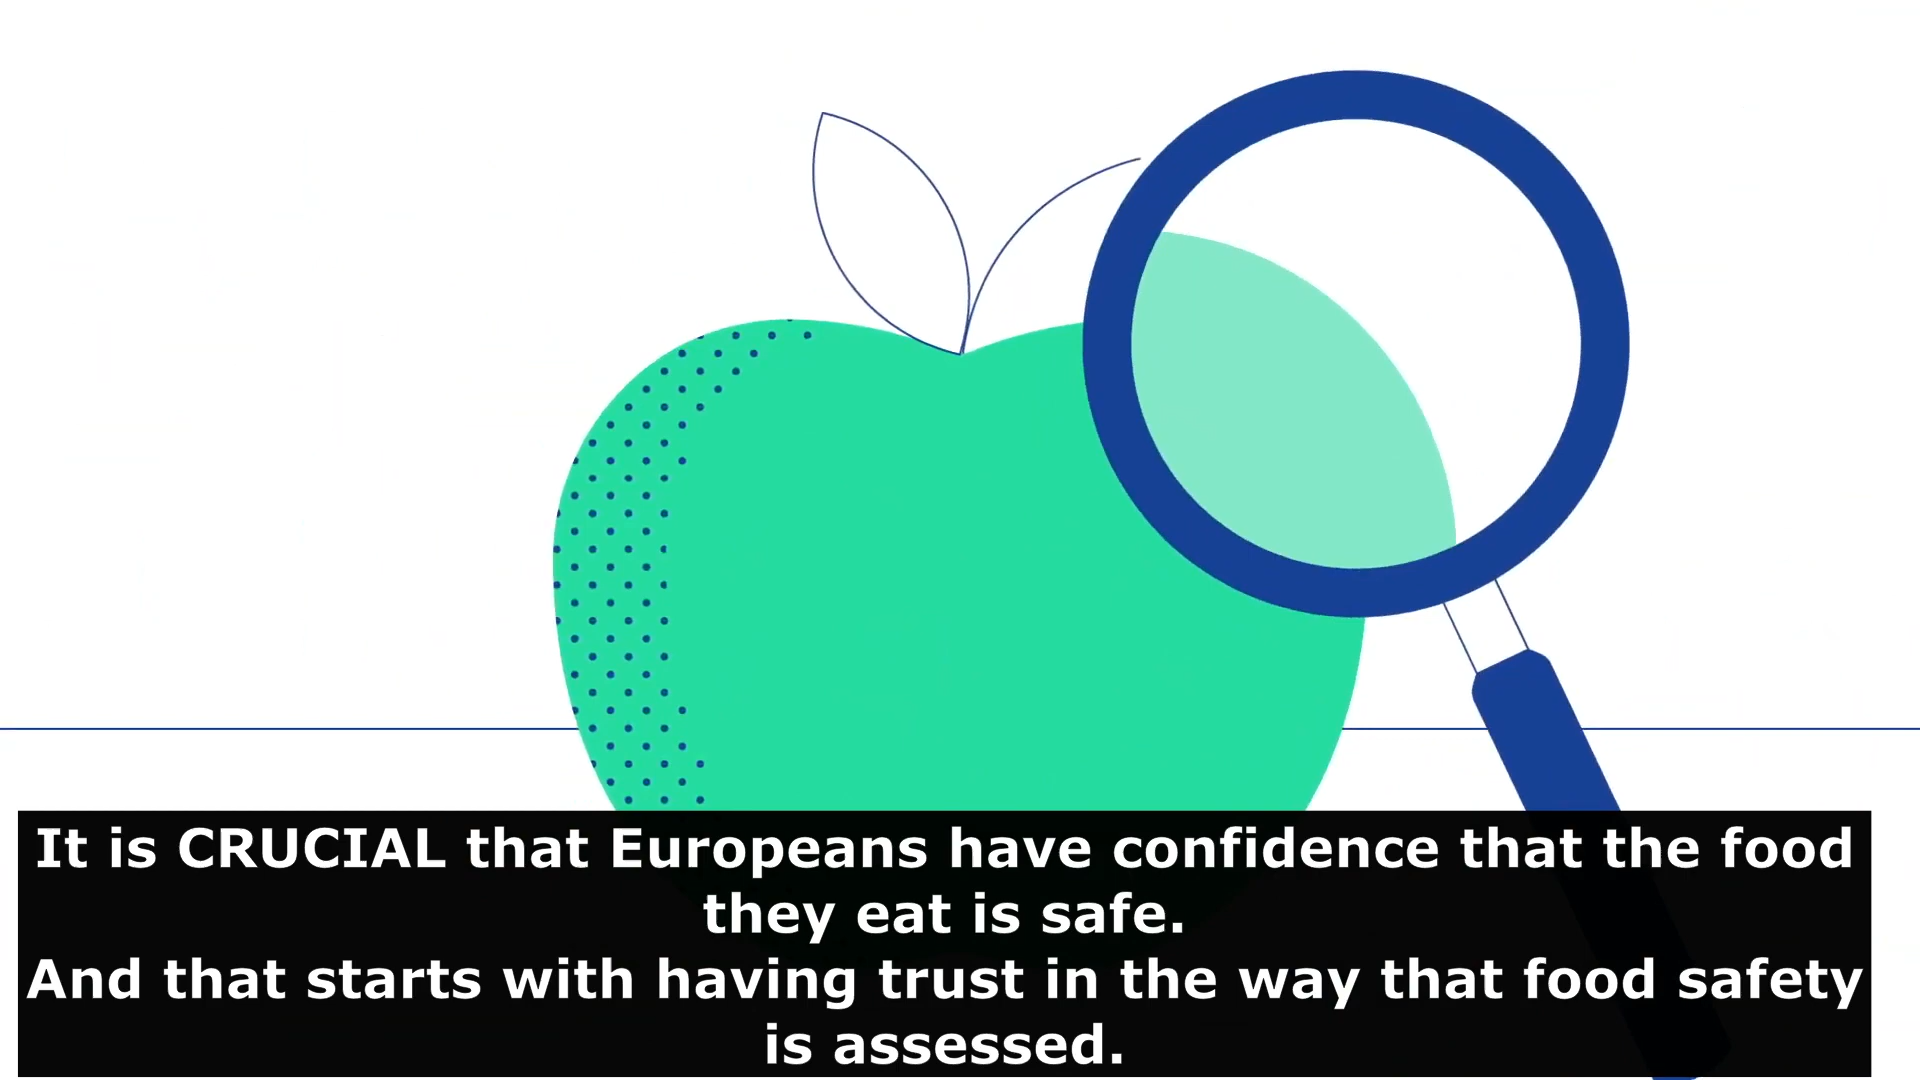 It is CRUCIAL that Europeans have confidence that the food
they eat is safe.
And that starts with having trust in the way that food safety
is assessed.